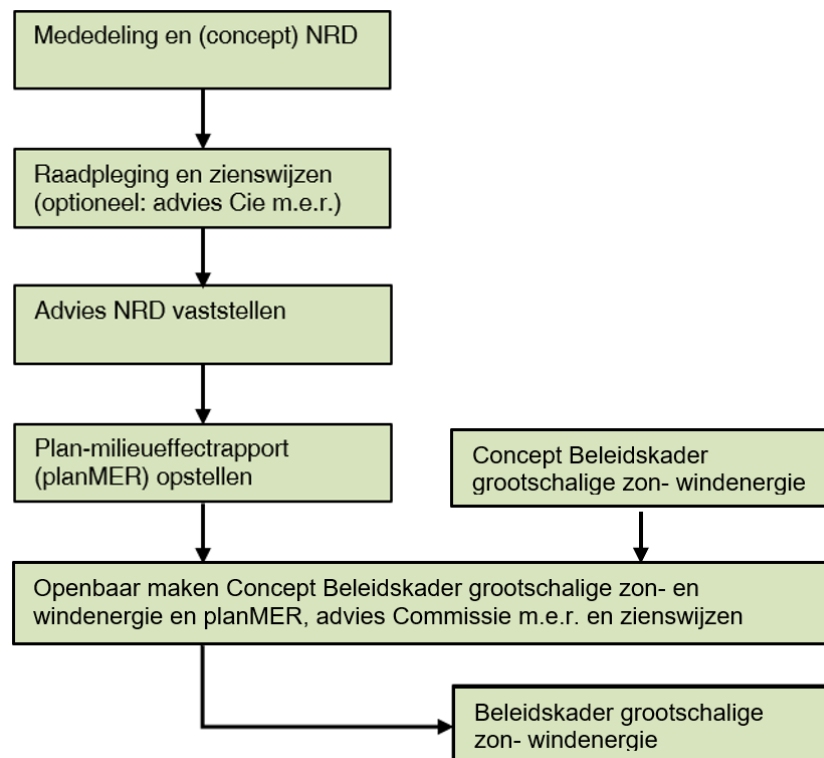 Mededeling en (concept) NRD
Raadpleging en zienswijzen
(optioneel: advies Cie m.e.r.)
Advies NRD vaststellen
Plan-milieueffectrapport
(planMER) opstellen
Concept Beleidskader
grootschalige zon- windenergie
Openbaar maken Concept Beleidskader grootschalige zon- en
windenergie en planMER, advies Commissie m.e.r. en zienswijzen
Beleidskader grootschalige
zon- windenergie